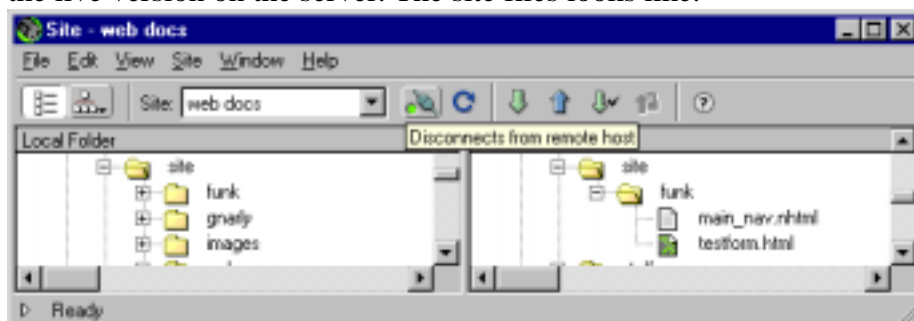 the live version on the server. The site files looks like:
Site - web docs
File Edit View Site Window Help
Site: web docs
Disconnects from remote host
Local Folder
site
funk
gnarly
images
site
funk
main_nav.nhtml
testform.html
Ready